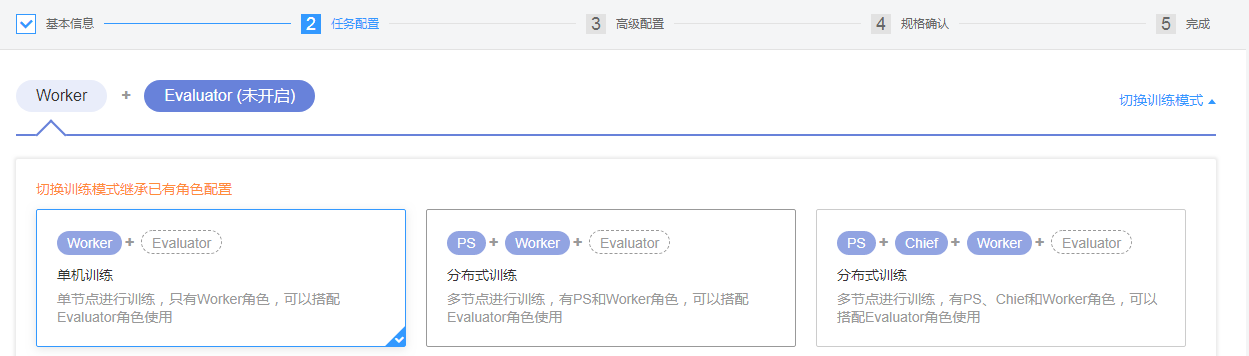 基本信息 2 任务配置 3 高级配置 4 规格确认 5 完成
Worker + Evaluator (未开启)
切换训练模式
切换训练模式继承已有角色配置
Worker + Evaluator
单机训练
单节点进行训练，只有Worker角色，可以搭配
Evaluator角色使用
PS + Worker + Evaluator
分布式训练
多节点进行训练，有PS和Worker角色，可以搭配
Evaluator角色使用
PS + Chief + Worker + Evaluator
分布式训练
多节点进行训练，有PS、Chief和Worker角色，可以
搭配Evaluator角色使用